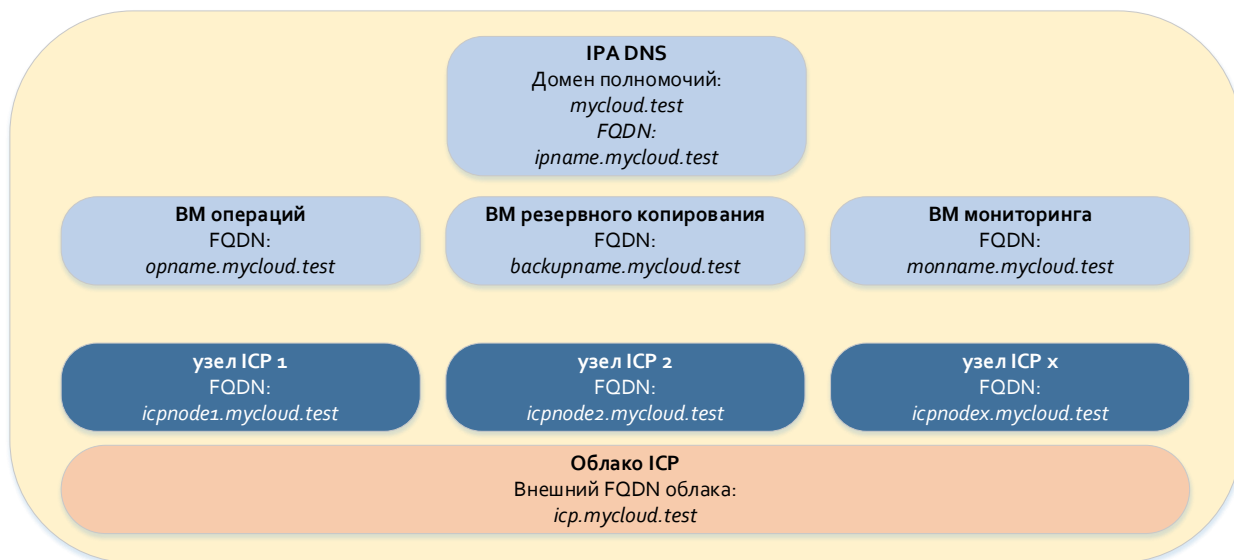 IPA DNS
Домен полномочий:
mycloud.test
FQDN:
ipname.mycloud.test
ВМ операций
FQDN:
opname.mycloud.test
ВМ резервного копирования
FQDN:
backupname.mycloud.test
ВМ мониторинга
FQDN:
monname.mycloud.test
узел ICP 1
FQDN:
icpnode1.mycloud.test
узел ICP 2
FQDN:
icpnode2.mycloud.test
узел ICP x
FQDN:
icpnodex.mycloud.test
Облако ICP
Внешний FQDN облака:
icp.mycloud.test